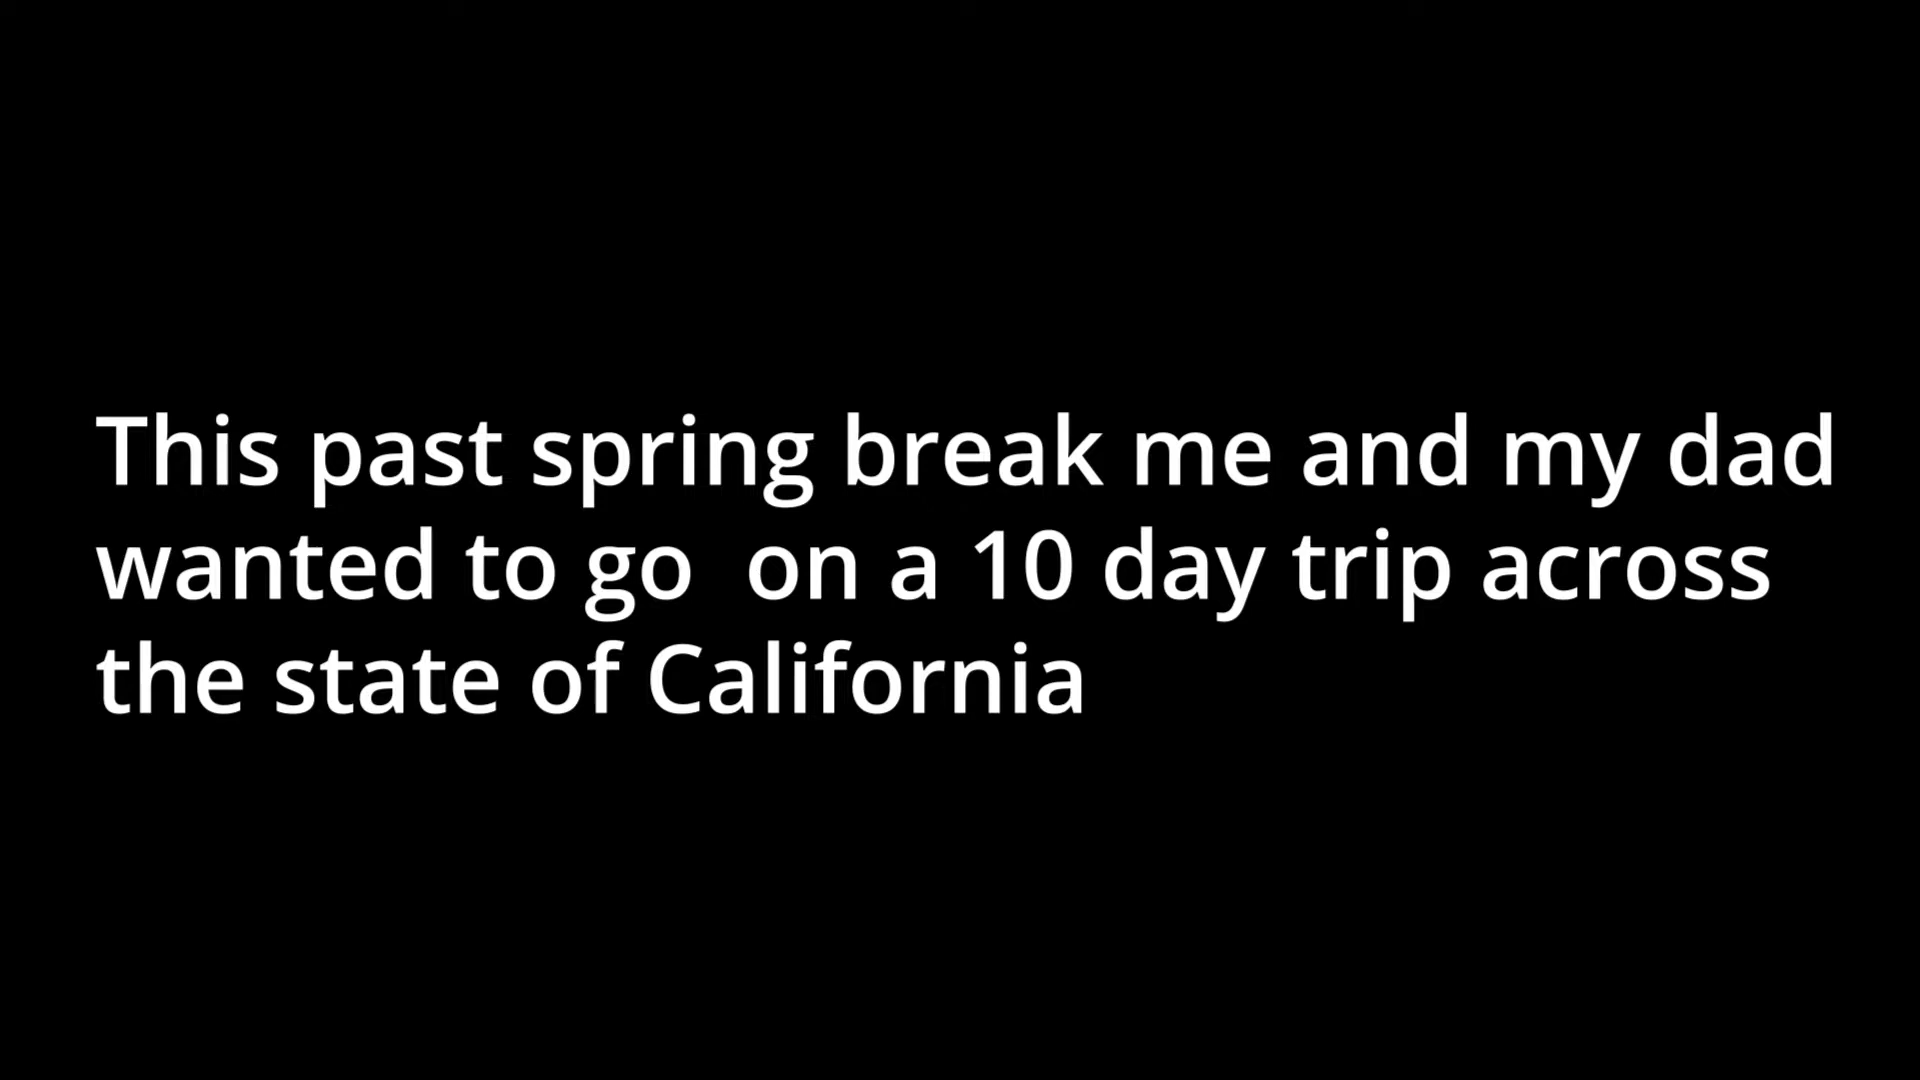 This past spring break me and my dad
wanted to go  on a 10 day trip across
the state of California